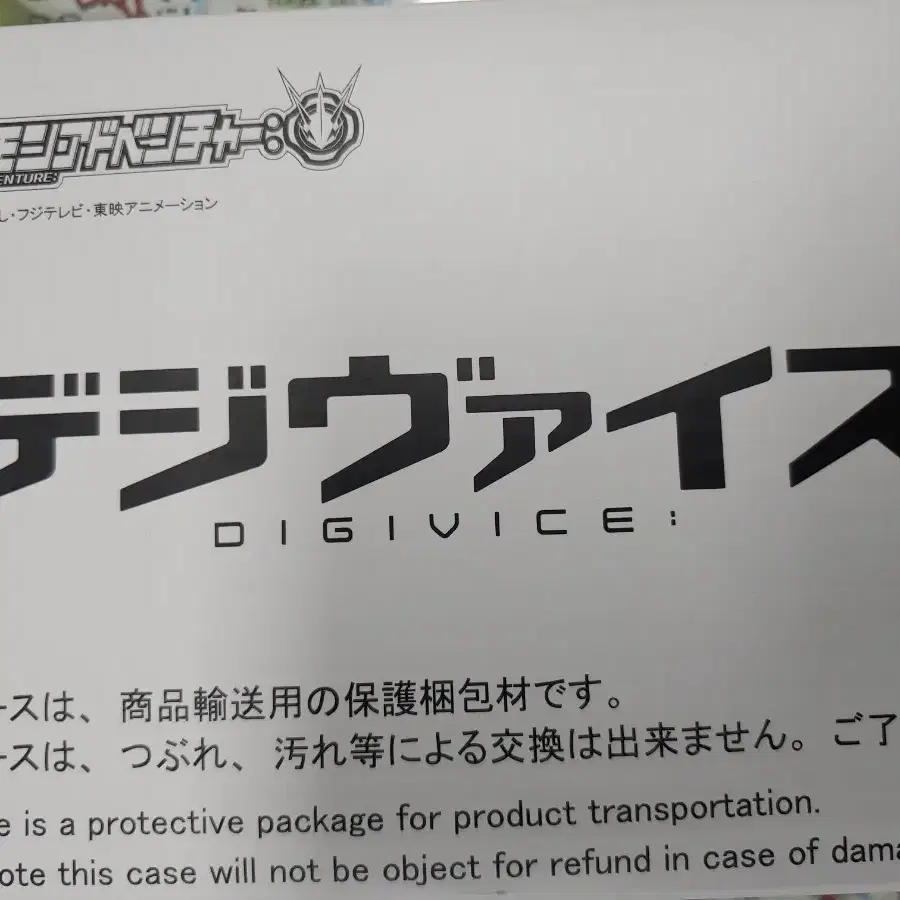 モンアドベンチャー:
ENTURE:
し・フジテレビ・東映アニメーション
デジヴァイス
DIGIVICE:
ースは、商品輸送用の保護梱包材です。
ースは、つぶれ、汚れ等による交換は出来ません。ご了
e is a protective package for product transportation.
ote this case will not be object for refund in case of dama